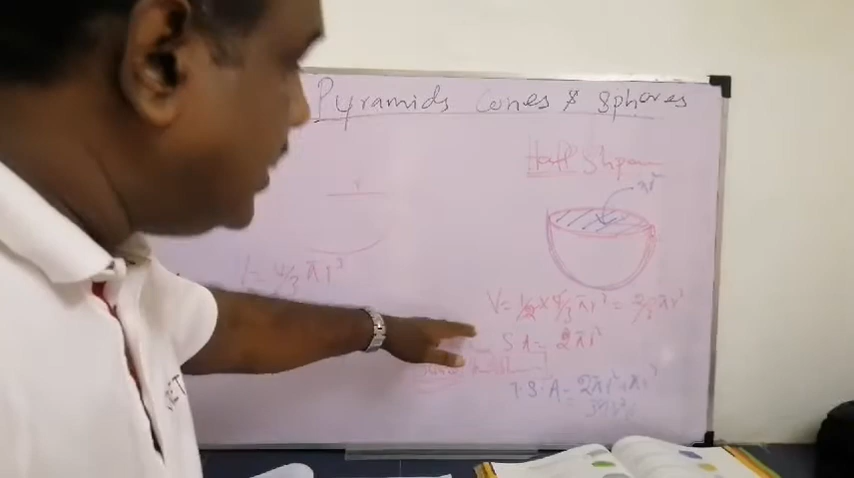 Pyramids Cones & Spheres
Half
πr²
V= 4/3 πr³
V= 1/2 x 4/3 πr³ = 2/3 πr³
S A = 2πr²
T.S.A = 2πr² + πr²
= 3πr²